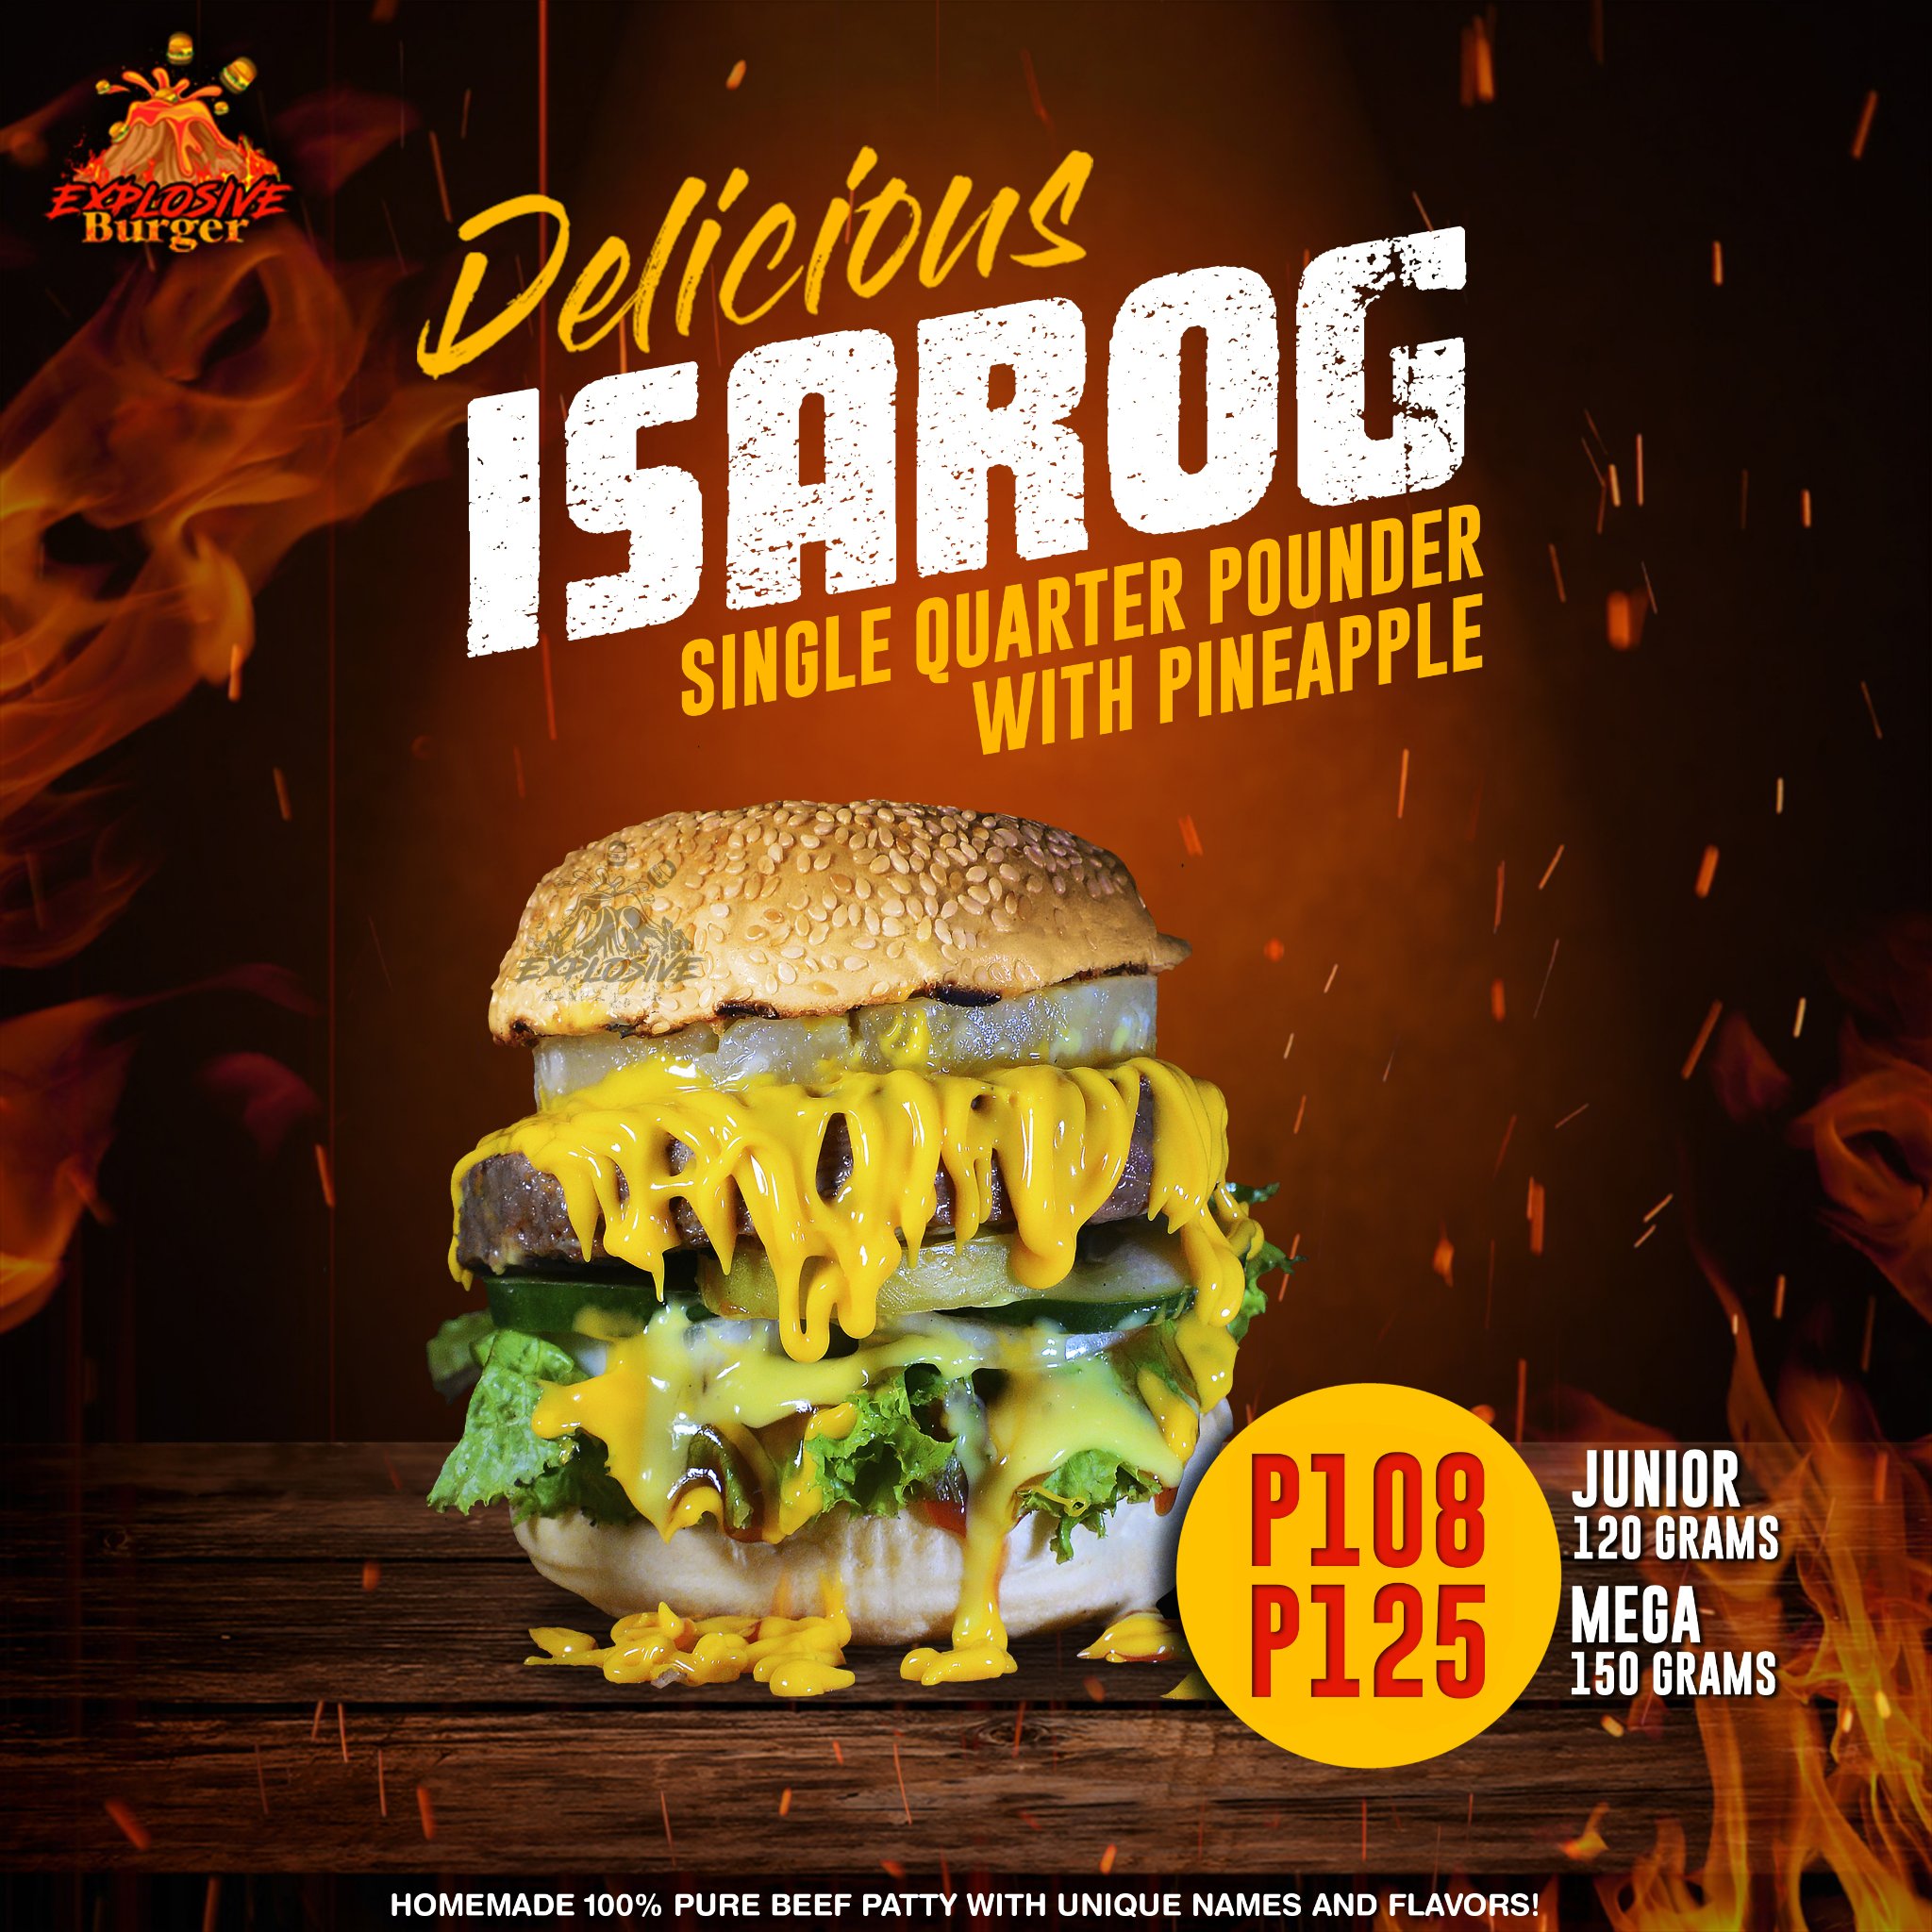 EXPLOSIVE
Burger
Delicious
ISAROG
SINGLE QUARTER POUNDER
WITH PINEAPPLE
EXPLOSIVE
P108
JUNIOR
120 GRAMS
P125
MEGA
150 GRAMS
HOMEMADE 100% PURE BEEF PATTY WITH UNIQUE NAMES AND FLAVORS!